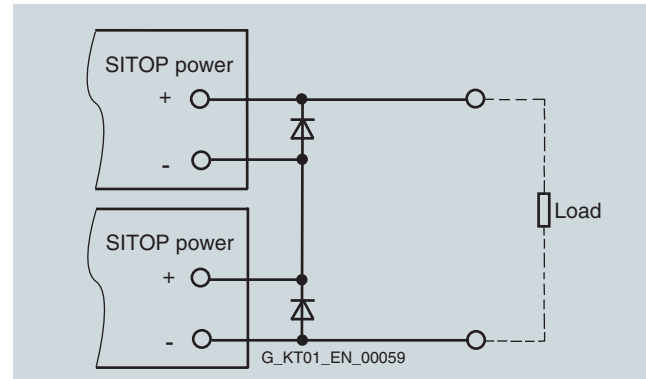 SITOP power
+
-
Load
SITOP power
+
-
G_KT01_EN_00059